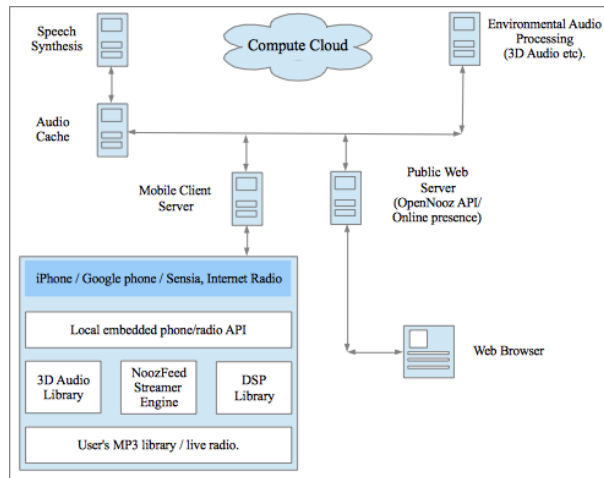 Speech
Synthesis
Compute Cloud
Environmental Audio
Processing
(3D Audio etc).
Audio
Cache
Mobile Client
Server
Public Web
Server
(OpenNooz API/
Online presence)
iPhone / Google phone / Sensia, Internet Radio
Local embedded phone/radio API
3D Audio
Library
NoozFeed
Streamer
Engine
DSP
Library
User's MP3 library / live radio.
Web Browser